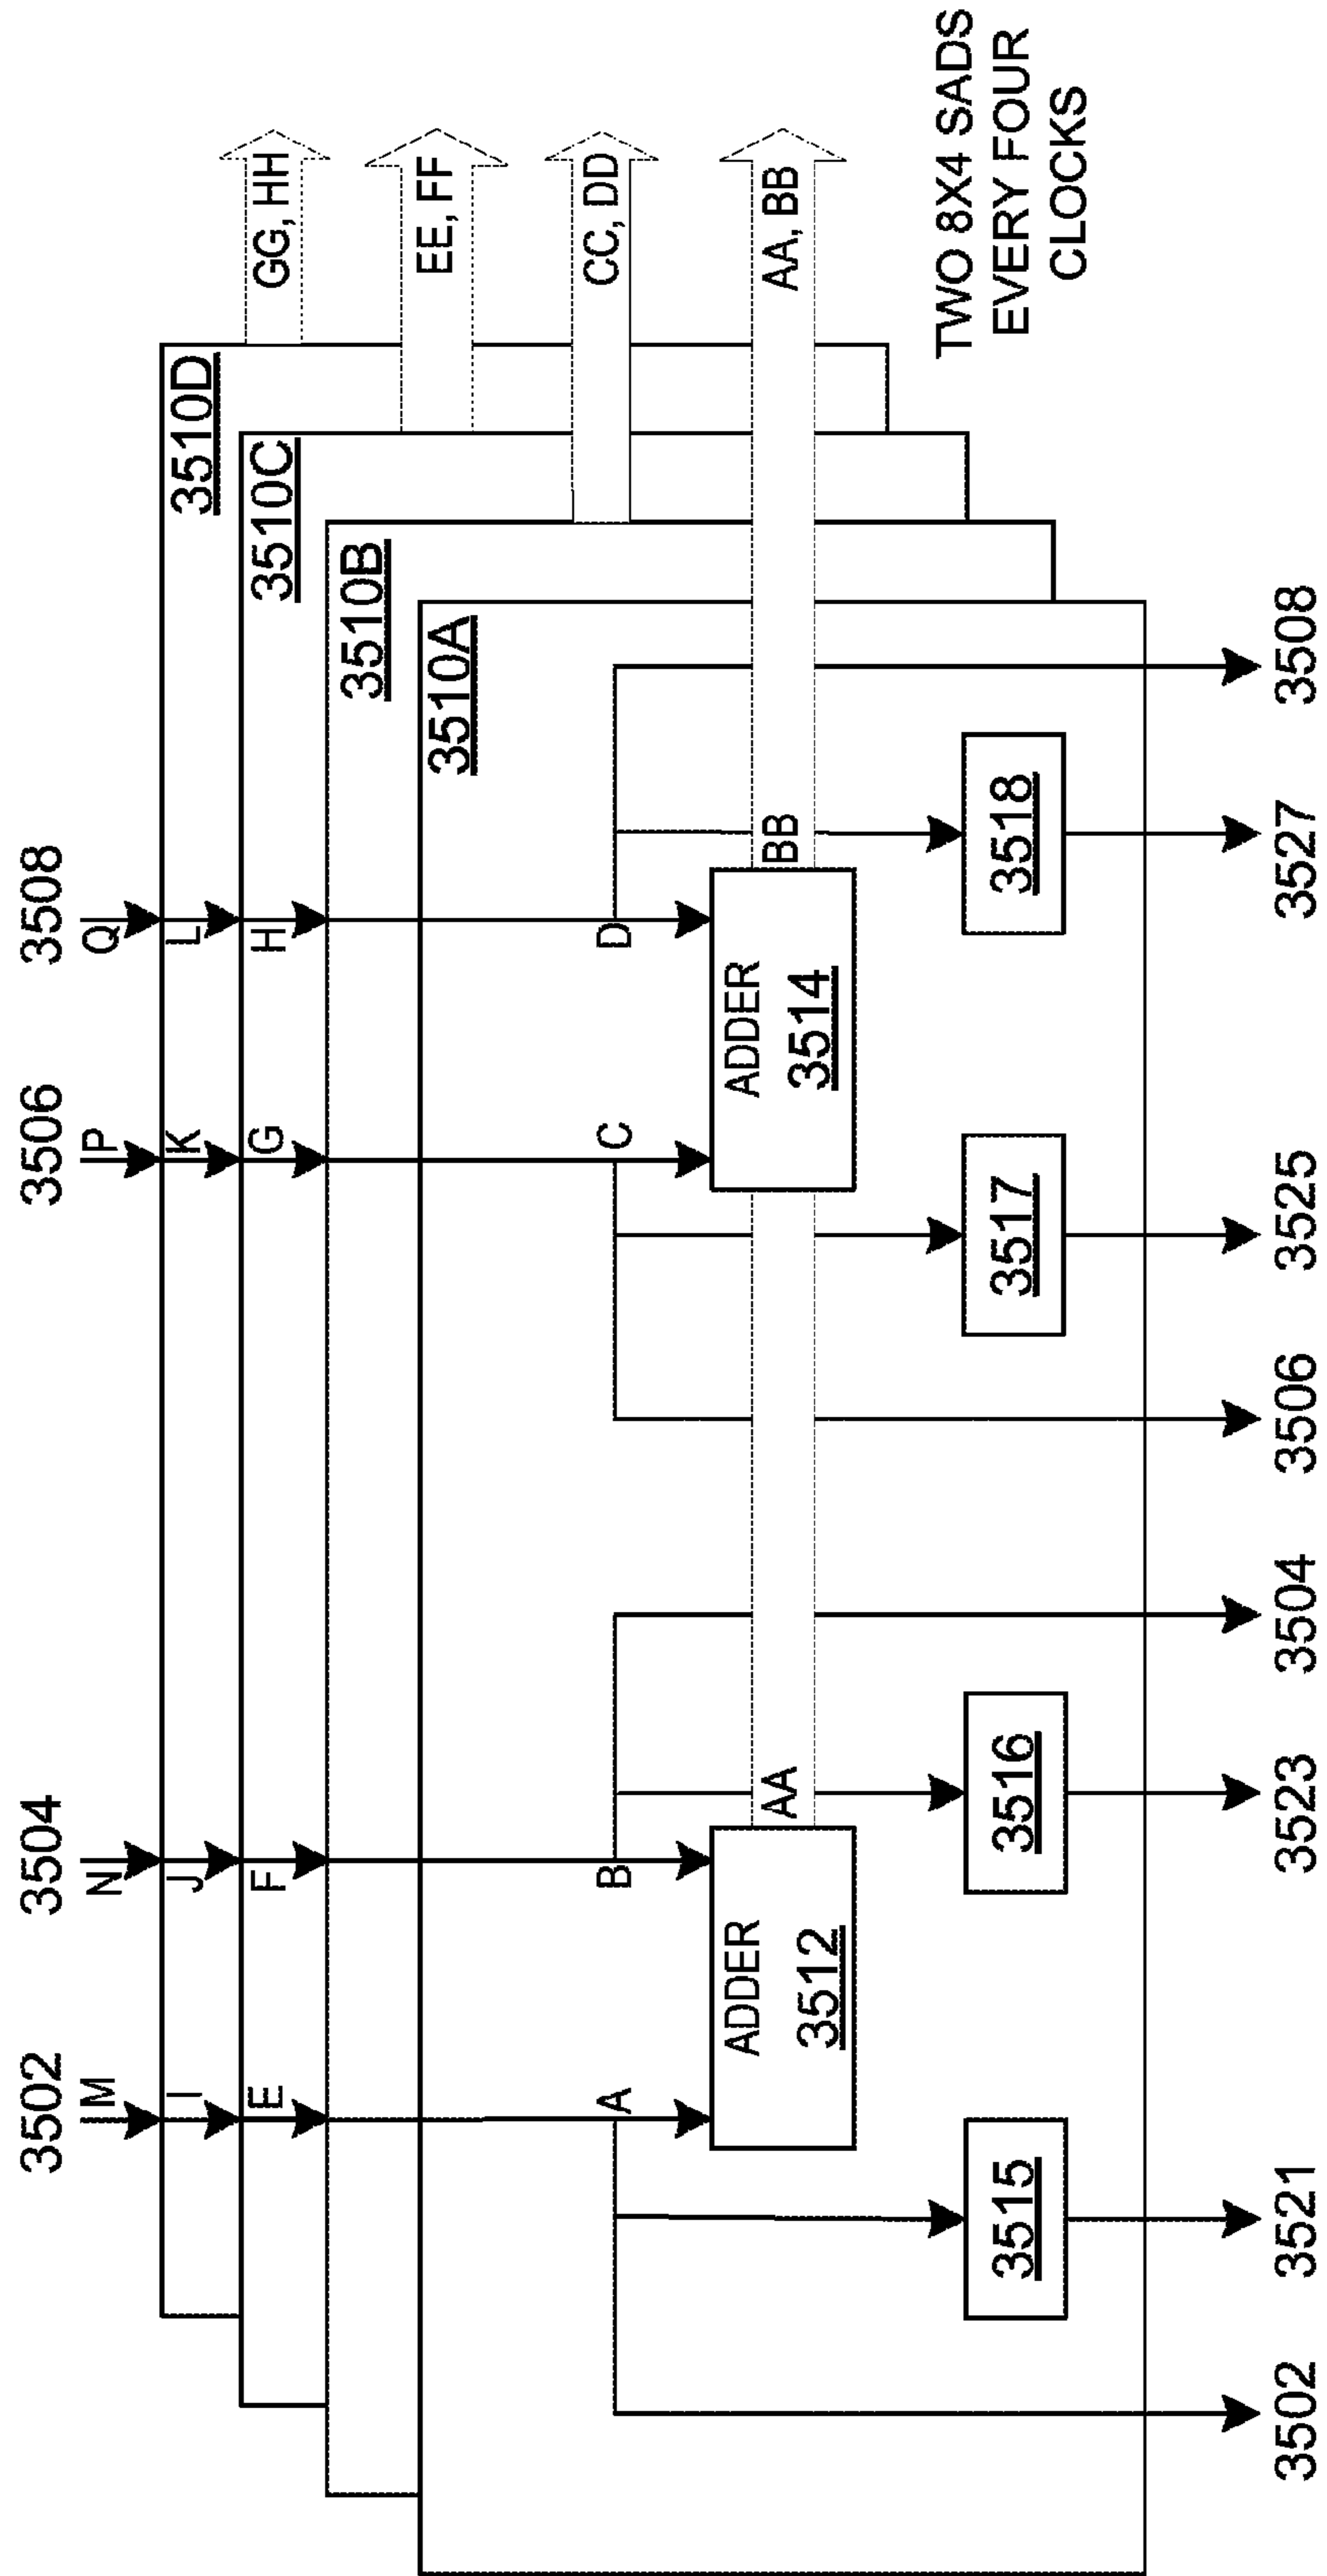 3502
3504
3506
3508
M
N
P
Q
I
J
K
L
E
F
G
H
3510D
3510C
3510B
3510A
GG, HH
EE, FF
CC, DD
AA, BB
A
B
C
D
ADDER
3512
AA
ADDER
3514
BB
3515
3516
3517
3518
3502
3521
3523
3504
3506
3525
3527
3508
TWO 8X4 SADS
EVERY FOUR
CLOCKS